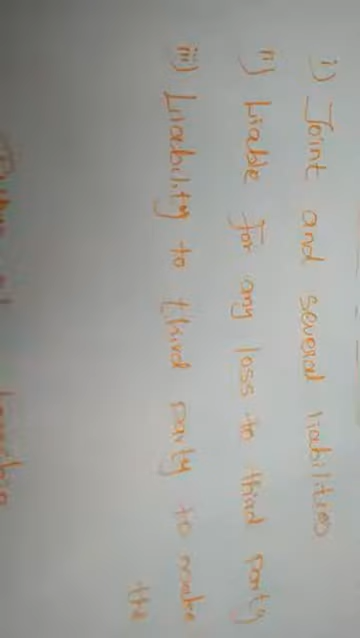 i) Joint and several liabilities
ii) Liable for any loss to third party
iii) Liability to third party to
the